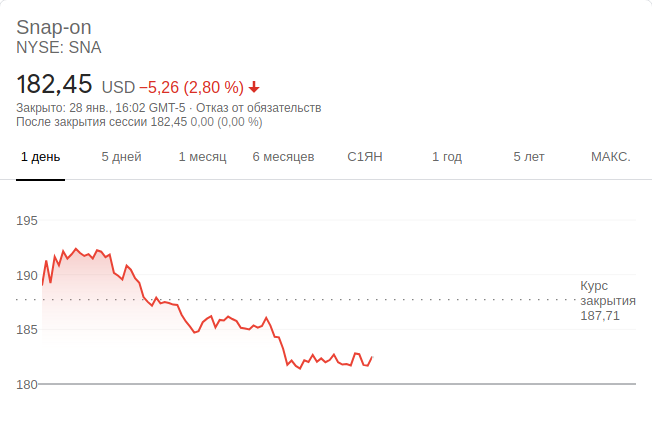 Snap-on
NYSE: SNA
182,45 USD −5,26 (2,80 %)
Закрыто: 28 янв., 16:02 GMT-5 · Отказ от обязательств
После закрытия сессии 182,45 0,00 (0,00 %)
1 день 5 дней 1 месяц 6 месяцев С1ЯН 1 год 5 лет МАКС.
195
190
Курс
закрытия
187,71
185
180